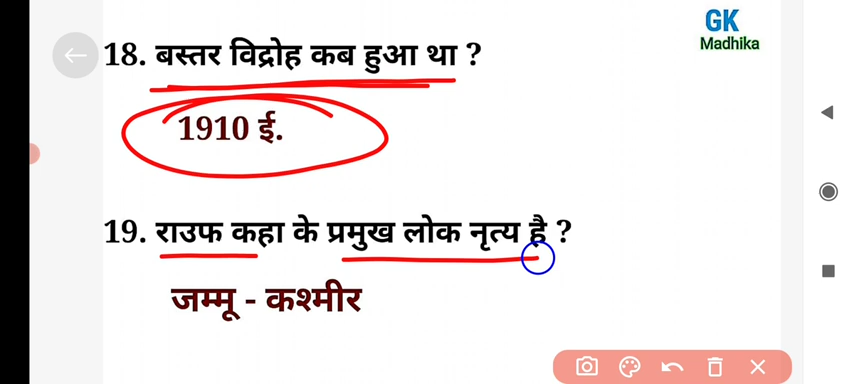 GK
Madhika
18. बस्तर विद्रोह कब हुआ था ?
1910 ई.
19. राउफ कहा के प्रमुख लोक नृत्य है ?
जम्मू - कश्मीर